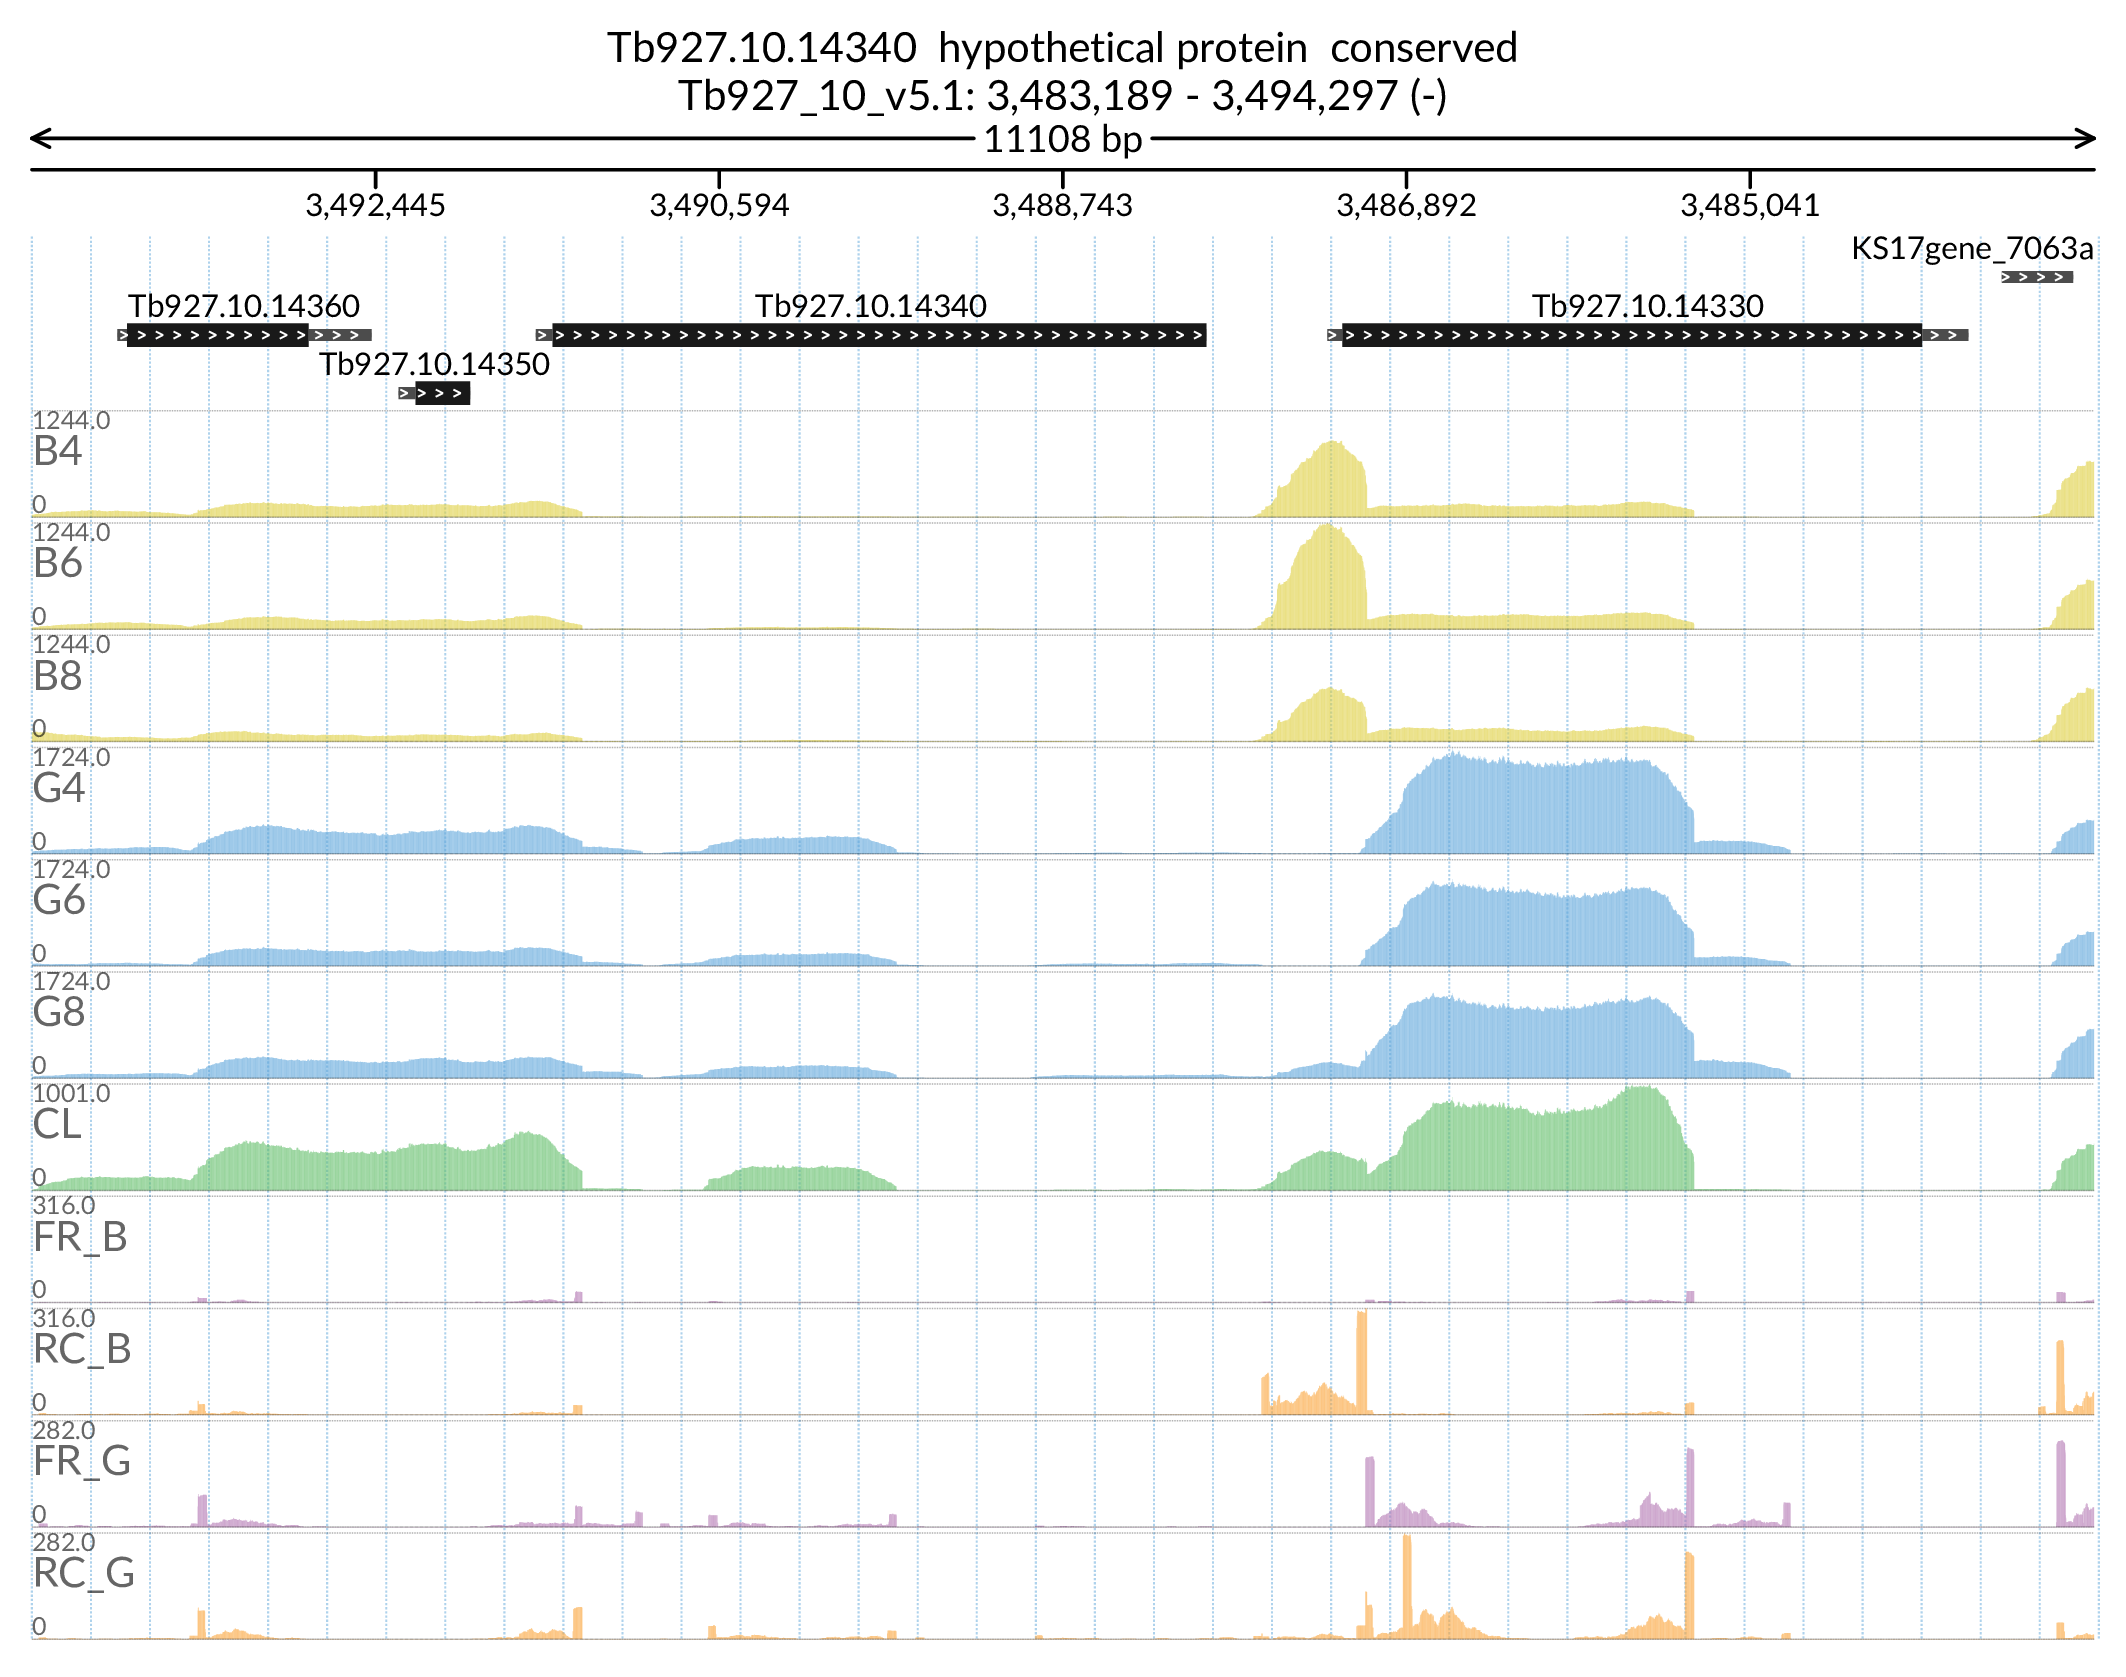 Tb927.10.14340 hypothetical protein conserved
Tb927_10_v5.1: 3,483,189 - 3,494,297 (-)
11108 bp
3,492,445 3,490,594 3,488,743 3,486,892 3,485,041
KS17gene_7063a
Tb927.10.14360 Tb927.10.14340 Tb927.10.14330
Tb927.10.14350
1244.0
B4
0
1244.0
B6
0
1244.0
B8
0
1724.0
G4
0
1724.0
G6
0
1724.0
G8
0
1001.0
CL
0
316.0
FR_B
0
316.0
RC_B
0
282.0
FR_G
0
282.0
RC_G
0